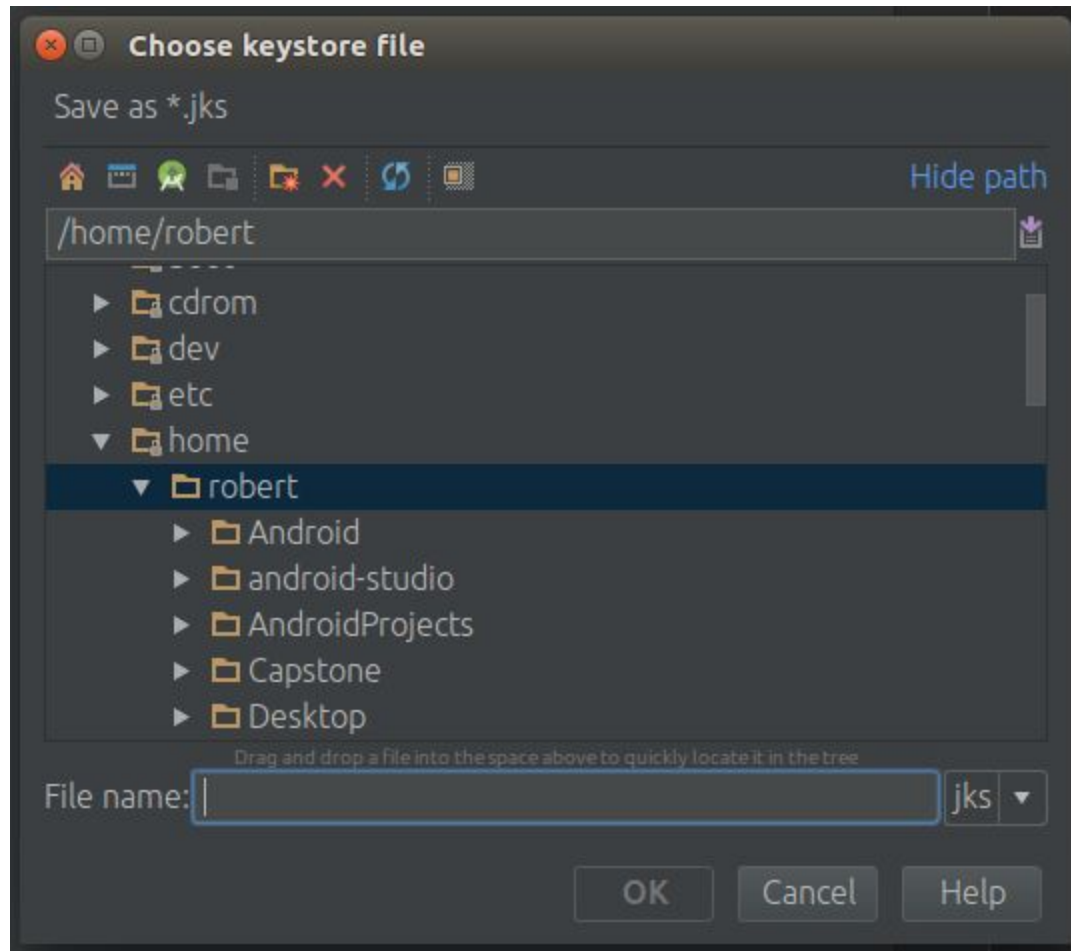 Choose keystore file
Save as *.jks
Hide path
/home/robert
cdrom
dev
etc
home
robert
Android
android-studio
AndroidProjects
Capstone
Desktop
Drag and drop a file into the space above to quickly locate it in the tree
File name: jks
OK Cancel Help